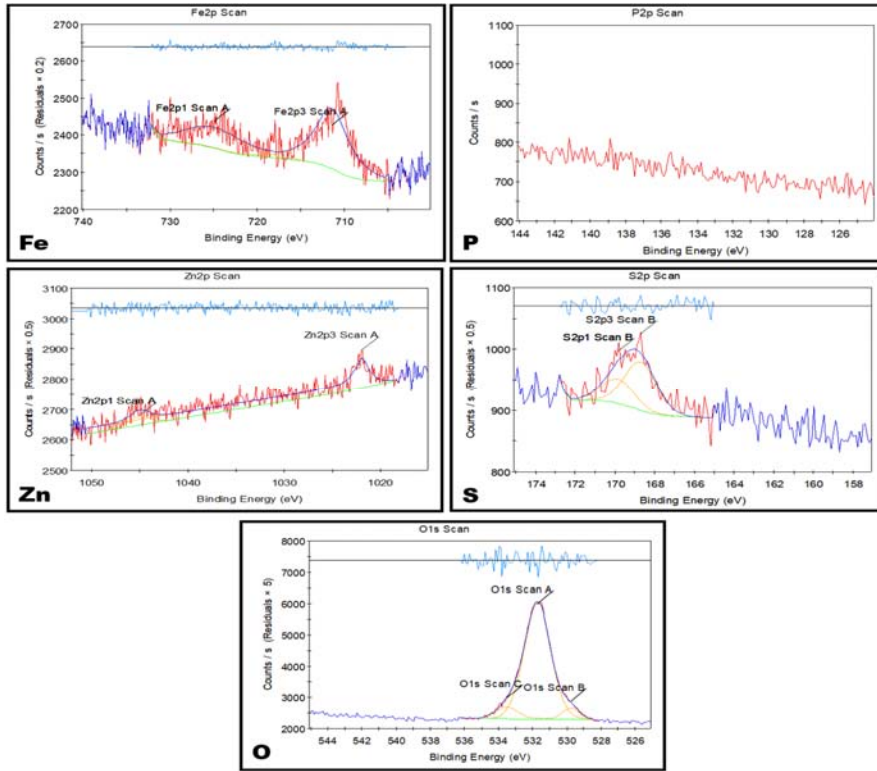 Fe2p Scan
2700
2600
2500
2400
2300
2200
Counts / s (Residuals × 0.2)
Fe2p1 Scan A
Fe2p3 Scan A
740
730
720
710
Binding Energy (eV)
Fe
P2p Scan
1100
1000
900
800
700
600
Counts / s
144 142 140 138 136 134 132 130 128 126
Binding Energy (eV)
P
Zn2p Scan
3100
3000
2900
2800
2700
2600
2500
Counts / s (Residuals × 0.5)
Zn2p3 Scan A
Zn2p1 Scan A
1050
1040
1030
1020
Binding Energy (eV)
Zn
S2p Scan
1100
1000
900
800
Counts / s (Residuals × 0.5)
S2p3 Scan B
S2p1 Scan B
174 172 170 168 166 164 162 160 158
Binding Energy (eV)
S
O1s Scan
8000
7000
6000
5000
4000
3000
2000
Counts / s (Residuals × 5)
O1s Scan A
O1s Scan C
O1s Scan B
544 542 540 538 536 534 532 530 528 526
Binding Energy (eV)
O